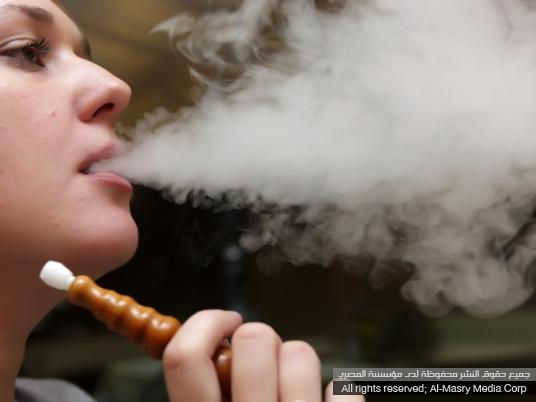 جميع حقوق النشر محفوظة لدى مؤسسة المصري
All rights reserved; Al-Masry Media Corp